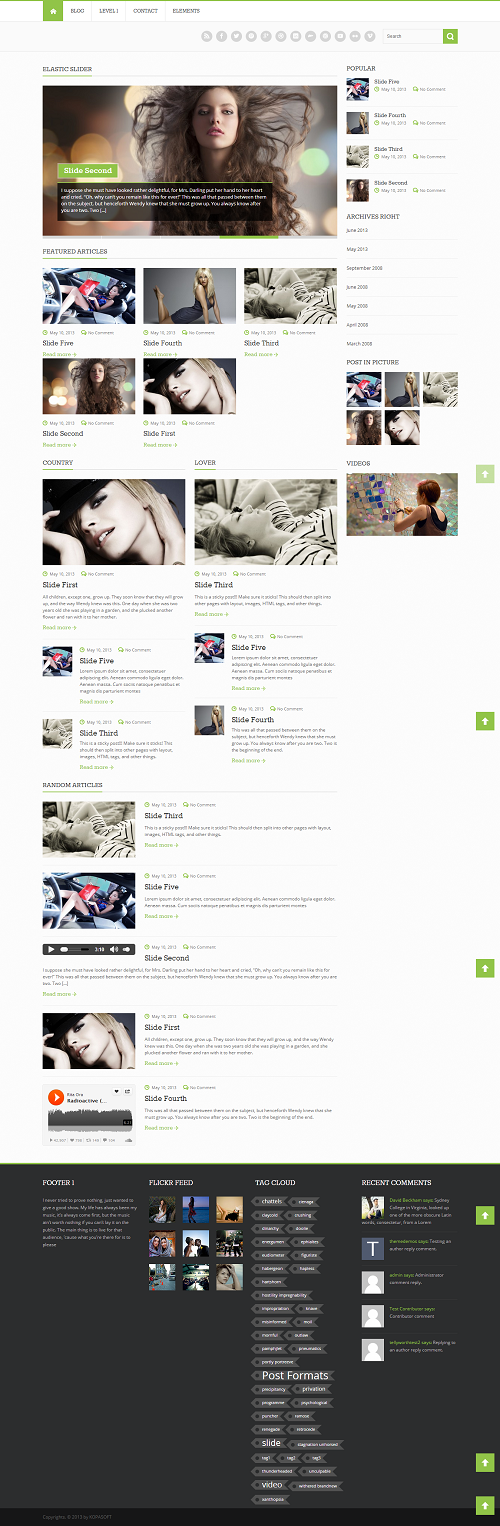 BLOG
LEVEL 1
CONTACT
ELEMENTS
Search
ELASTIC SLIDER
Slide Second
I suppose she must have looked rather delightful, for Mrs. Darling put her hand to her heart
and cried, "Oh, why can't you remain like this for ever!" This was all that passed between them
on the subject, but henceforth Wendy knew that she must grow up. You always know after
you are two. Two [...]
FEATURED ARTICLES
May 10, 2013 No Comment
Slide Five
Read more
May 10, 2013 No Comment
Slide Fourth
Read more
May 10, 2013 No Comment
Slide Third
Read more
May 10, 2013 No Comment
Slide Second
Read more
May 10, 2013 No Comment
Slide First
Read more
COUNTRY
May 10, 2013 No Comment
Slide First
All children, except one, grow up. They soon know that they will grow
up, and the way Wendy knew was this. One day when she was two
years old she was playing in a garden, and she plucked another
flower and ran with it to her mother.
Read more
May 10, 2013 No Comment
Slide Five
Lorem ipsum dolor sit amet, consectetuer
adipiscing elit. Aenean commodo ligula eget dolor.
Aenean massa. Cum sociis natoque penatibus et
magnis dis parturient montes
Read more
May 10, 2013 No Comment
Slide Third
This is a sticky post!!! Make sure it sticks! This
should then split into other pages with layout,
images, HTML tags, and other things.
Read more
LOVER
May 10, 2013 No Comment
Slide Third
This is a sticky post!!! Make sure it sticks! This should then split into
other pages with layout, images, HTML tags, and other things.
Read more
May 10, 2013 No Comment
Slide Five
Lorem ipsum dolor sit amet, consectetuer
adipiscing elit. Aenean commodo ligula eget dolor.
Aenean massa. Cum sociis natoque penatibus et
magnis dis parturient montes
Read more
May 10, 2013 No Comment
Slide Fourth
This was all that passed between them on the
subject, but henceforth Wendy knew that she must
grow up. You always know after you are two. Two is
the beginning of the end.
Read more
RANDOM ARTICLES
May 10, 2013 No Comment
Slide Third
This is a sticky post!!! Make sure it sticks! This should then split into other pages with layout,
images, HTML tags, and other things.
Read more
May 10, 2013 No Comment
Slide Five
Lorem ipsum dolor sit amet, consectetuer adipiscing elit. Aenean commodo ligula eget dolor.
Aenean massa. Cum sociis natoque penatibus et magnis dis parturient montes
Read more
3:10
May 10, 2013 No Comment
Slide Second
I suppose she must have looked rather delightful, for Mrs. Darling put her hand to her heart and cried, "Oh, why can't you remain like this for
ever!" This was all that passed between them on the subject, but henceforth Wendy knew that she must grow up. You always know after you are
two. Two [...]
Read more
May 10, 2013 No Comment
Slide First
All children, except one, grow up. They soon know that they will grow up, and the way Wendy
knew was this. One day when she was two years old she was playing in a garden, and she
plucked another flower and ran with it to her mother.
Read more
Rita Ora
Radioactive (...
May 10, 2013 No Comment
Slide Fourth
This was all that passed between them on the subject, but henceforth Wendy knew that she
must grow up. You always know after you are two. Two is the beginning of the end.
Read more
POPULAR
Slide Five
May 10, 2013 No Comment
Slide Fourth
May 10, 2013 No Comment
Slide Third
May 10, 2013 No Comment
Slide Second
May 10, 2013 No Comment
ARCHIVES RIGHT
June 2013
May 2013
September 2008
June 2008
May 2008
April 2008
March 2008
POST IN PICTURE
VIDEOS
FOOTER 1
I never tried to prove nothing, just wanted to
give a good show. My life has always been my
music, it's always come first, but the music
ain't worth nothing if you can't lay it on the
public. The main thing is to live for that
audience, 'cause what you're there for is to
please
FLICKR FEED
TAG CLOUD
chattels cienaga
claycold crushing
dinarchy doolie
energumen ephialtes
eudiometer figuriste
habergeon hapless
hartshorn
hostility impregnability
impropriation knave
misinformed moil
mornful outlaw
pamphjlet pneumatics
portly portreeve
Post Formats
precipitancy privation
programme psychological
puncher ramose
renegade retrocede
slide stagnation unhorsed
tag1 tag2 tag3
thunderheaded unculpable
video withered brandnew
xanthopsia
RECENT COMMENTS
David Beckham says: Sydney
College in Virginia, looked up
one of the more obscure Latin
words, consectetur, from a Lorem
T
themedemos says: Testing an
author reply comment.
admin says: Administrator
comment reply.
Test Contributor says:
Contributor comment
tellyworthtest2 says: Replying to
an author reply comment.
Copyrights. © 2013 by KOPASOFT